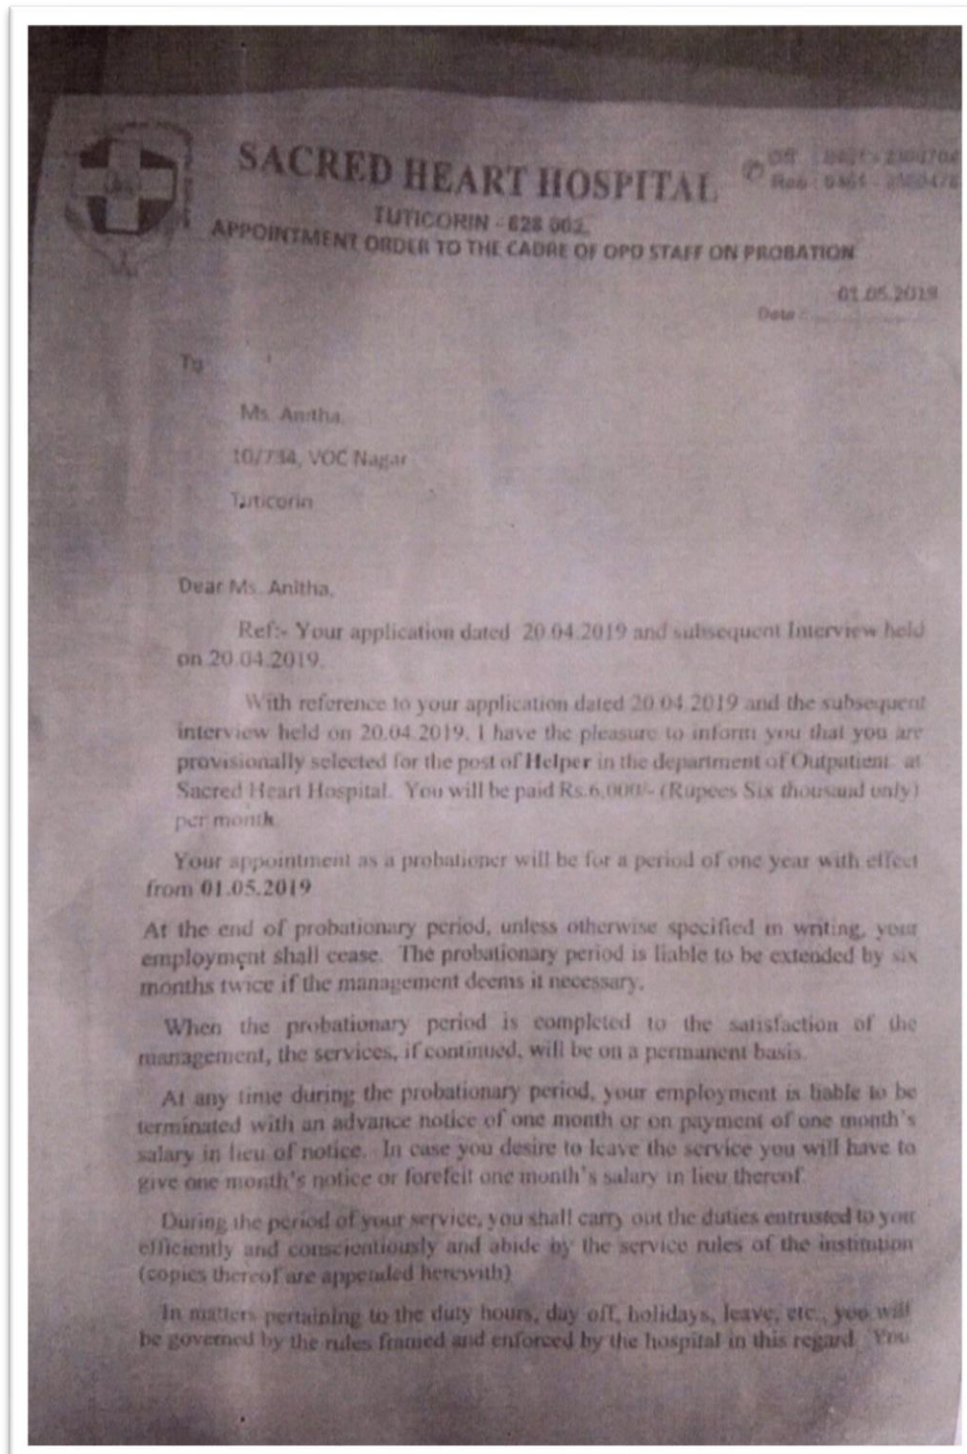 SACRED HEART HOSPITAL
TUTICORIN - 628 002.
APPOINTMENT ORDER TO THE CADRE OF OPD STAFF ON PROBATION
01.05.2019
Date :
To
Ms. Anitha,
10/734, VOC Nagar
Tuticorin
Dear Ms. Anitha,
Ref:- Your application dated 20.04.2019 and subsequent Interview held
on 20.04.2019.
With reference to your application dated 20.04.2019 and the subsequent
interview held on 20.04.2019, I have the pleasure to inform you that you are
provisionally selected for the post of Helper in the department of Outpatient at
Sacred Heart Hospital. You will be paid Rs.6,000/- (Rupees Six thousand only)
per month
Your appointment as a probationer will be for a period of one year with effect
from 01.05.2019
At the end of probationary period, unless otherwise specified in writing, your
employment shall cease. The probationary period is liable to be extended by six
months twice if the management deems it necessary.
When the probationary period is completed to the satisfaction of the
management, the services, if continued, will be on a permanent basis.
At any time during the probationary period, your employment is liable to be
terminated with an advance notice of one month or on payment of one month's
salary in lieu of notice. In case you desire to leave the service you will have to
give one month's notice or forefeit one month's salary in lieu thereof.
During the period of your service, you shall carry out the duties entrusted to you
efficiently and conscientiously and abide by the service rules of the institution
(copies thereof are appended herewith)
In matters pertaining to the duty hours, day off, holidays, leave, etc., you will
be governed by the rules framed and enforced by the hospital in this regard. You